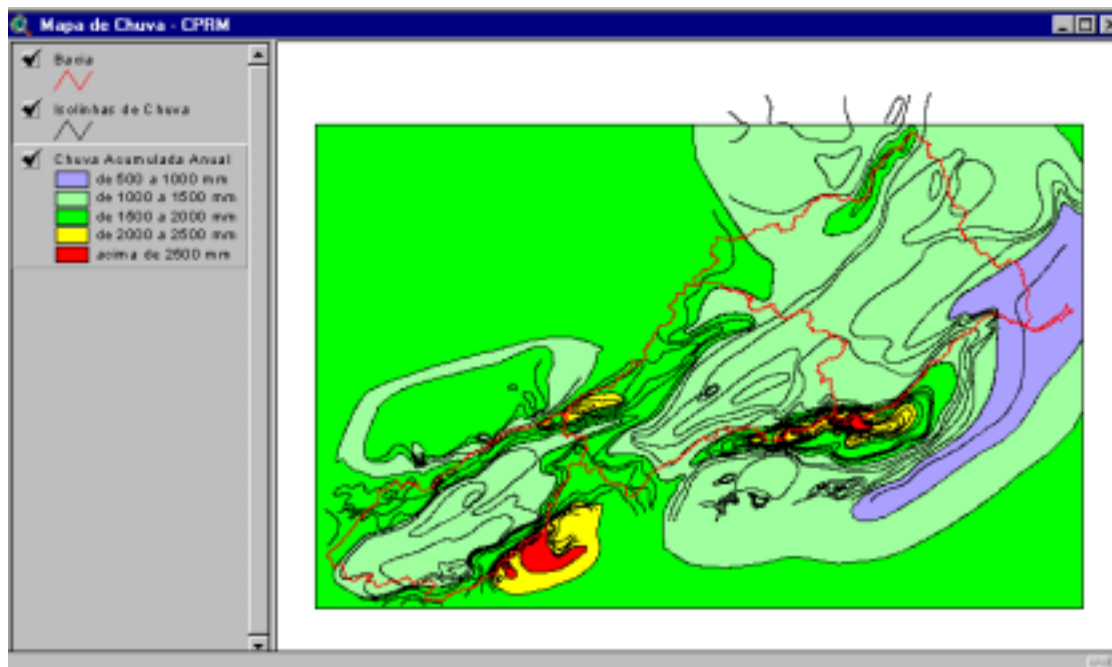 Mapa de Chuva - CPRM
Bacia
Isolinhas de Chuva
Chuva Acumulada Anual
de 500 a 1000 mm
de 1000 a 1500 mm
de 1500 a 2000 mm
de 2000 a 2500 mm
acima de 2500 mm